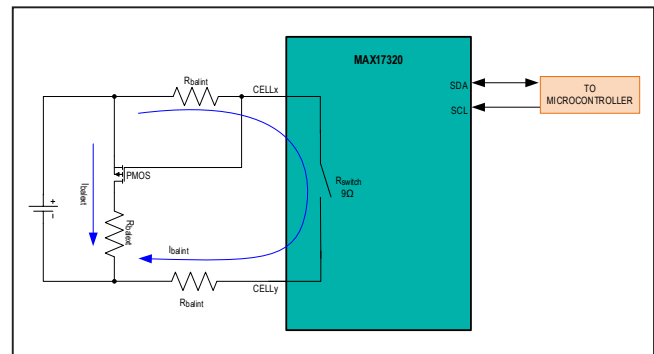 MAX17320
Rbalint
CELLx
SDA
SCL
TO
MICROCONTROLLER
PMOS
Rswitch
9Ω
+
-
Ibalext
Rbalext
Ibalint
Rbalint
CELLy